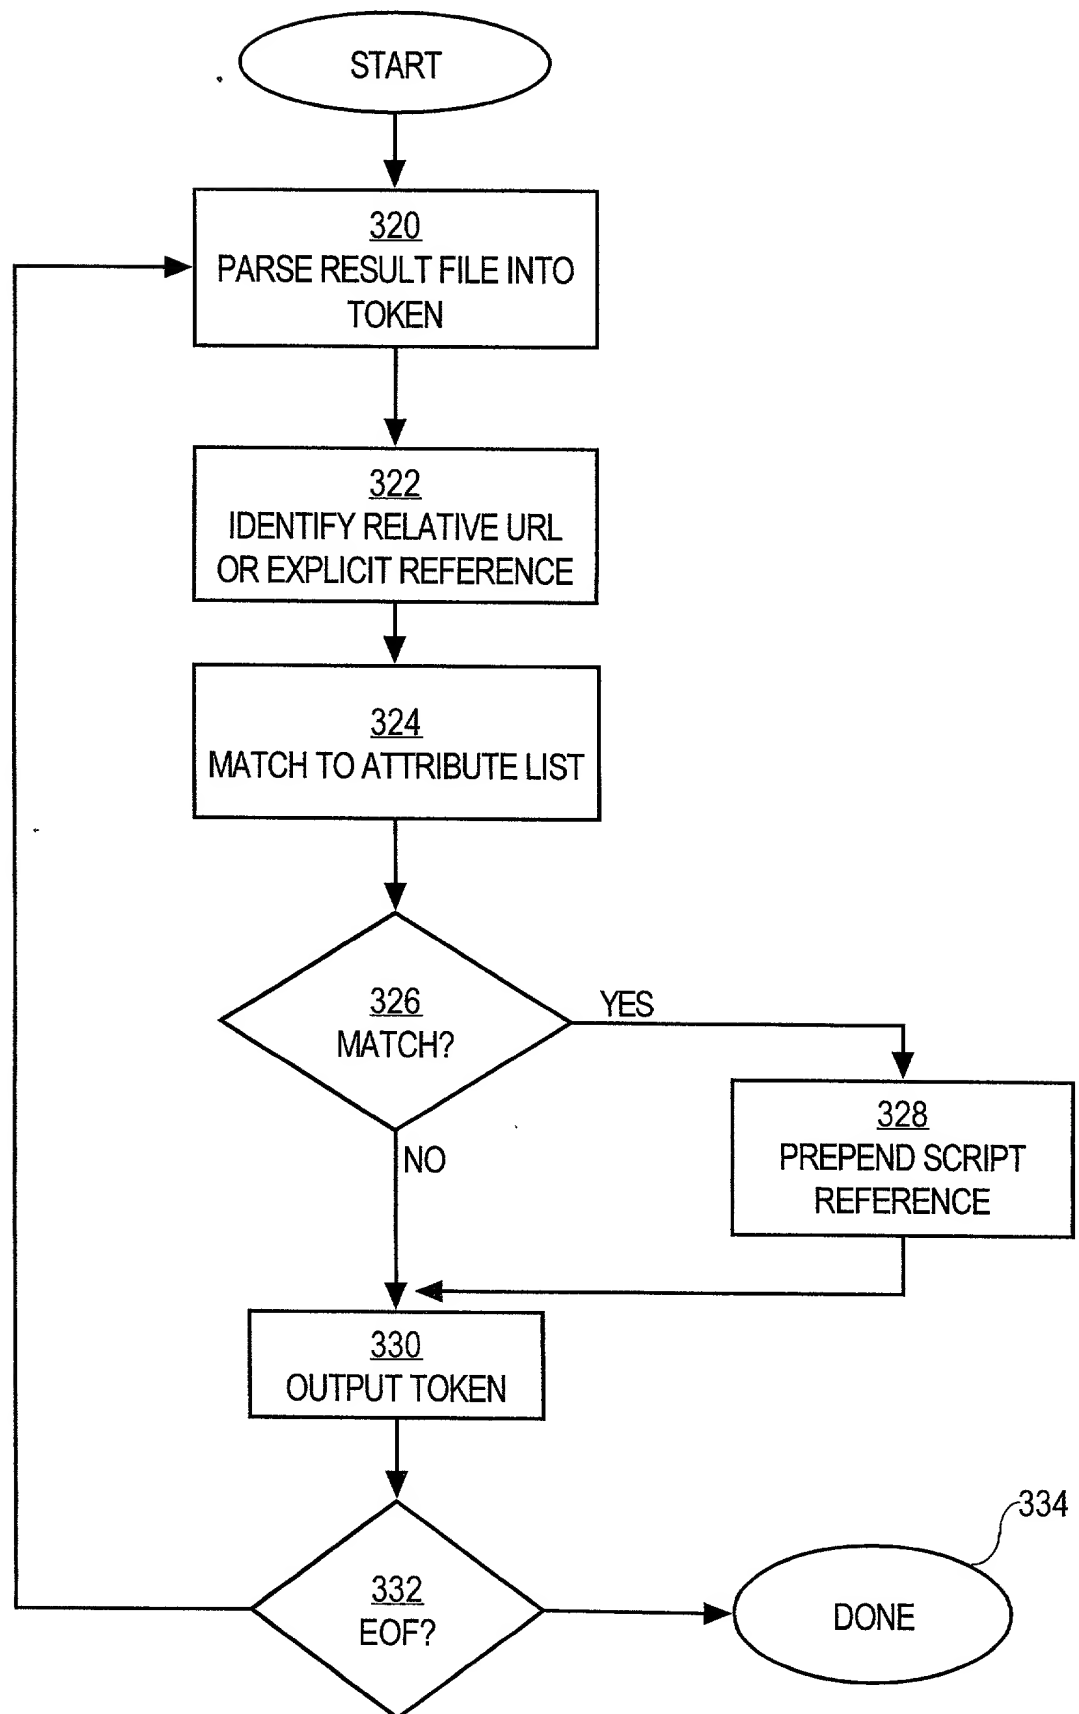 START
320
PARSE RESULT FILE INTO
TOKEN
322
IDENTIFY RELATIVE URL
OR EXPLICIT REFERENCE
324
MATCH TO ATTRIBUTE LIST
326
MATCH?
YES
328
PREPEND SCRIPT
REFERENCE
NO
330
OUTPUT TOKEN
332
EOF?
334
DONE